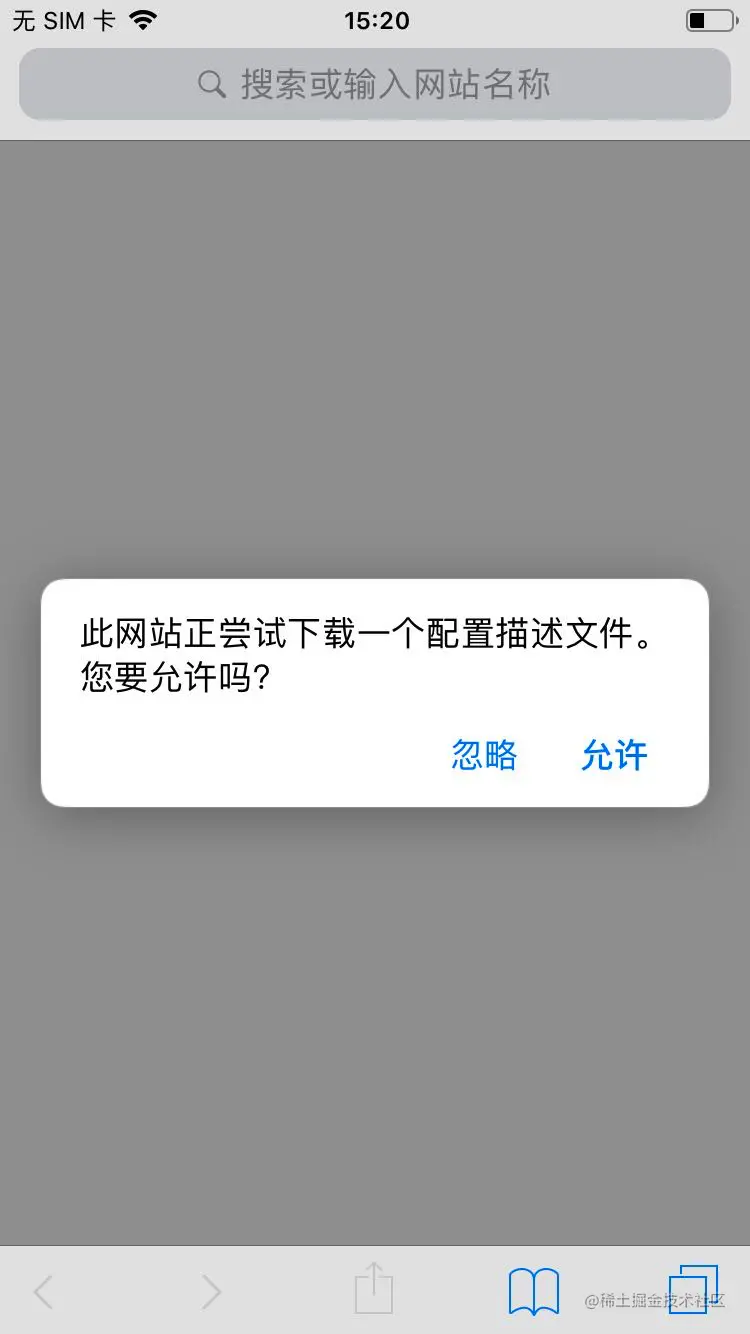 无 SIM 卡 15:20
搜索或输入网站名称
此网站正尝试下载一个配置描述文件。
您要允许吗?
忽略 允许
@稀土掘金技术社区